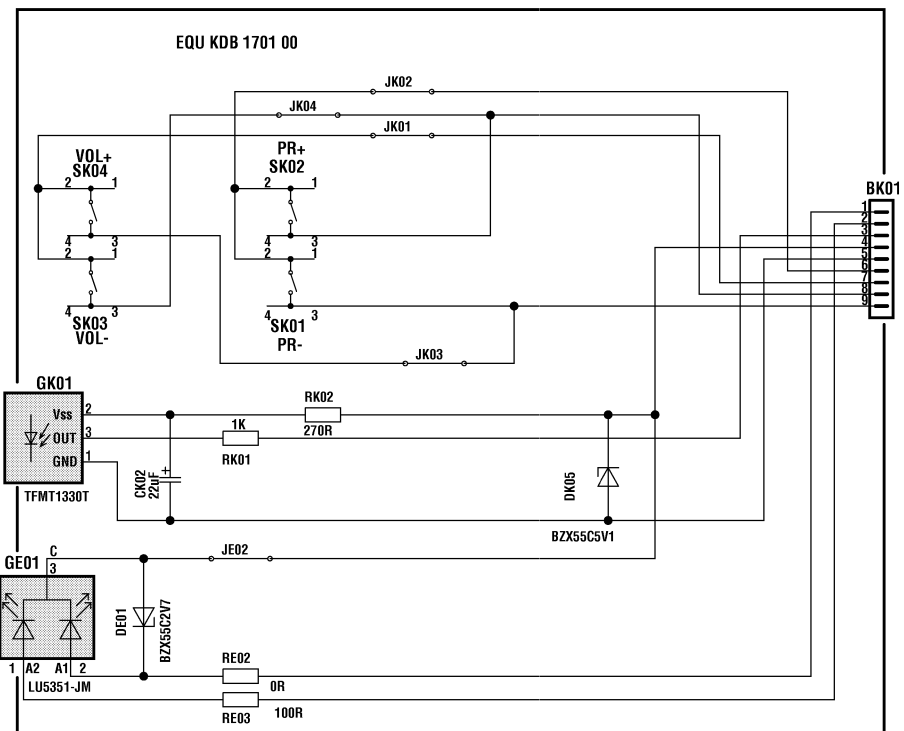 EQU KDB 1701 00
JK02
JK04
JK01
VOL+
SK04
PR+
SK02
2 1
2 1
4 3
4 3
2 1
2 1
4 3
4 3
SK03
VOL-
SK01
PR-
JK03
BK01
1
2
3
4
5
6
7
8
9
GK01
Vss 2
OUT 3
GND 1
TFMT1330T
RK02
270R
1K
RK01
CK02
22uF
+
DK05
BZX55C5V1
GE01
C
3
JE02
DE01
BZX55C2V7
1 A2 A1 2
LU5351-JM
RE02
0R
RE03
100R